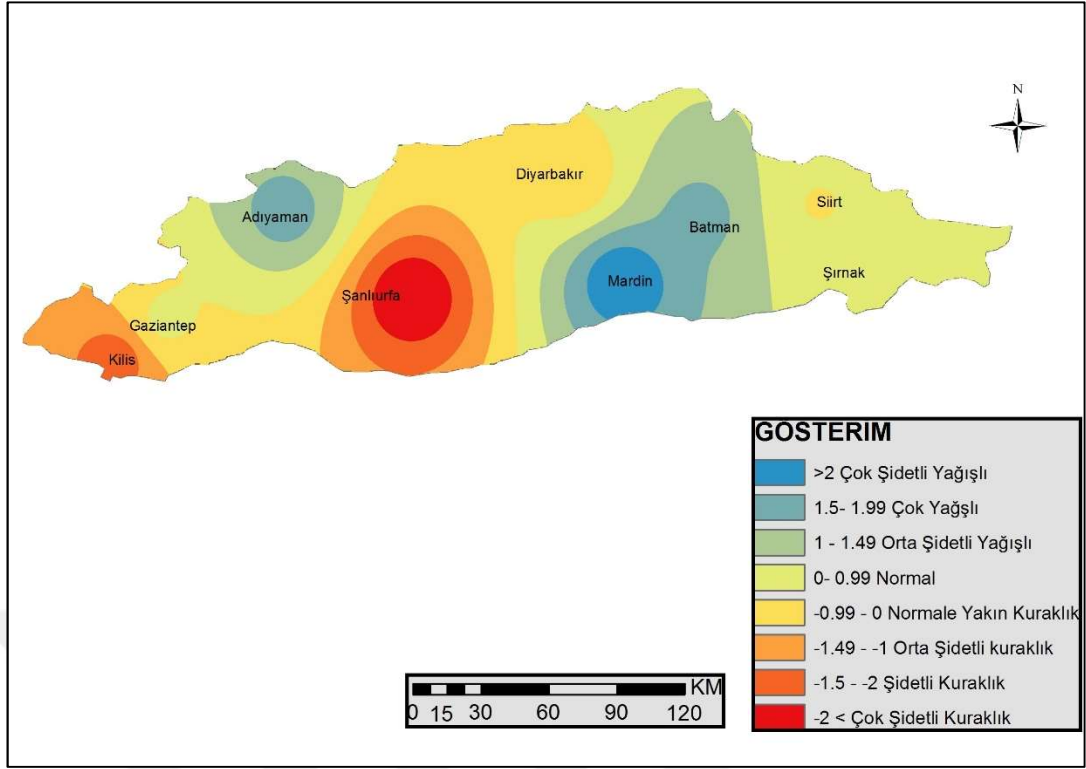 N
Diyarbakır
Adıyaman
Siirt
Batman
Mardin
Şırnak
Şanlıurfa
Gaziantep
Kilis
GÖSTERİM
>2 Çok Şidetli Yağışlı
1.5- 1.99 Çok Yağşlı
1 - 1.49 Orta Şidetli Yağışlı
0- 0.99 Normal
-0.99 - 0 Normale Yakın Kuraklık
-1.49 - -1 Orta Şidetli kuraklık
-1.5 - -2 Şidetli Kuraklık
-2 < Çok Şidetli Kuraklık
KM
0 15 30 60 90 120